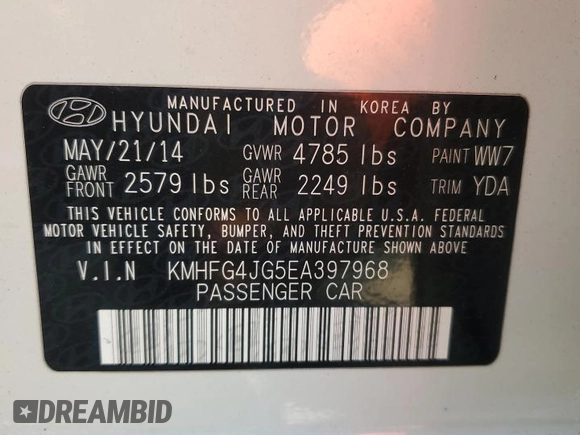 MANUFACTURED IN KOREA BY
HYUNDAI MOTOR COMPANY
MAY/21/14 GVWR 4785 lbs PAINT WW7
GAWR FRONT 2579 lbs GAWR REAR 2249 lbs TRIM YDA
THIS VEHICLE CONFORMS TO ALL APPLICABLE U.S.A. FEDERAL
MOTOR VEHICLE SAFETY, BUMPER, AND THEFT PREVENTION STANDARDS
IN EFFECT ON THE DATE OF MANUFACTURE SHOWN ABOVE.
V.I.N KMHFG4JG5EA397968
PASSENGER CAR
DREAMBID